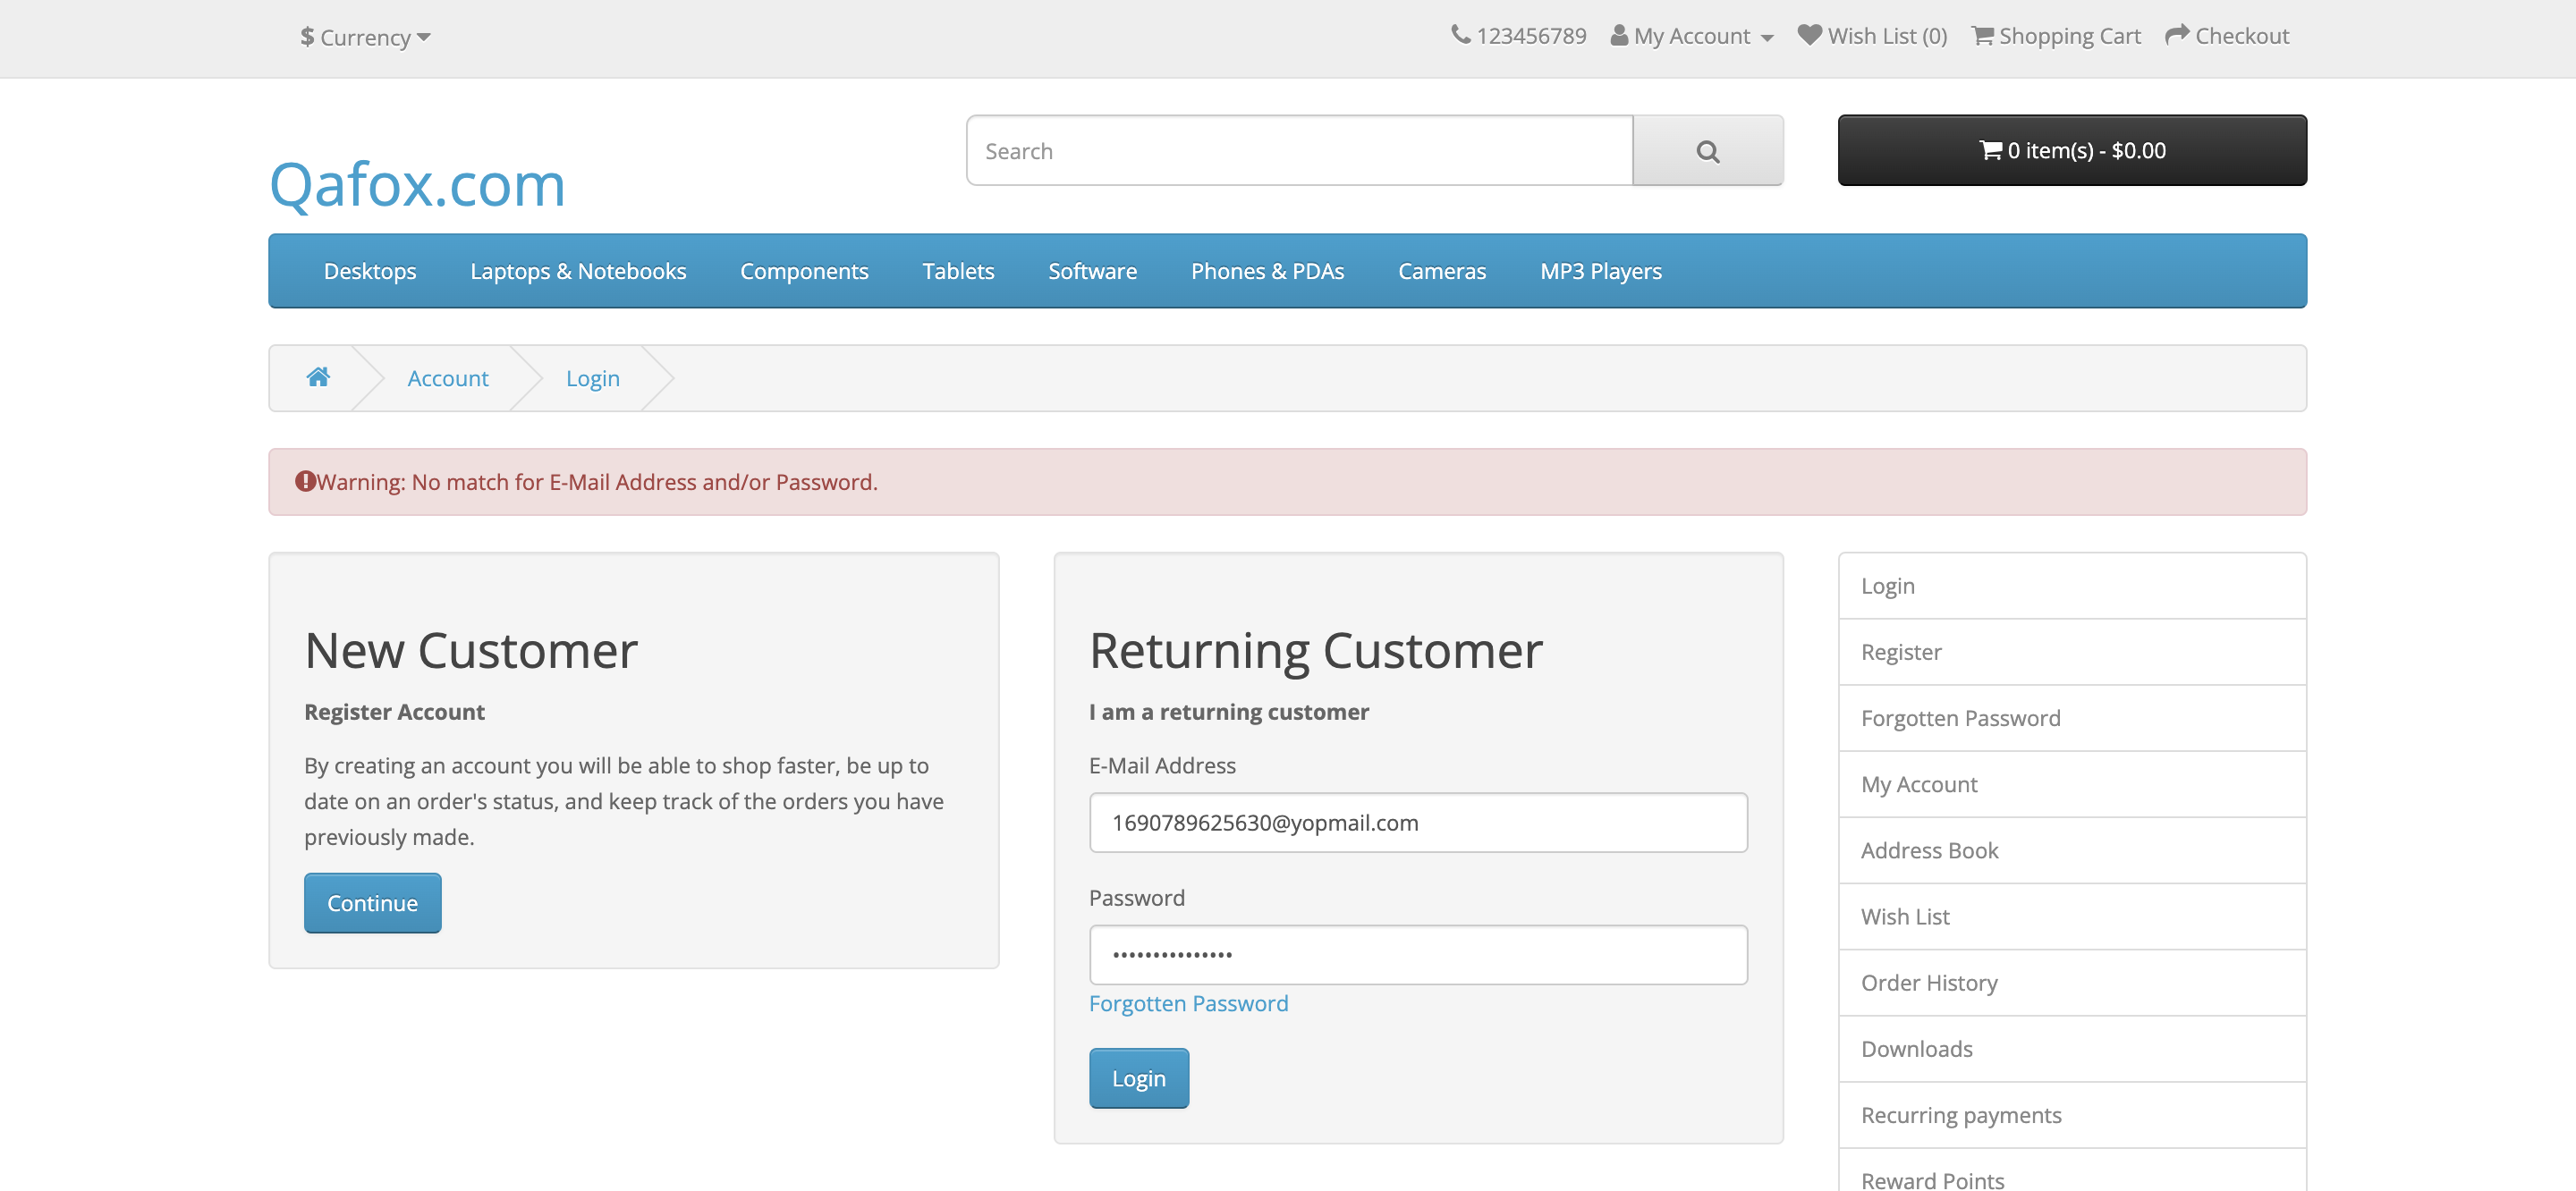 $ Currency
123456789 My Account Wish List (0) Shopping Cart Checkout
Qafox.com
Search
0 item(s) - $0.00
Desktops Laptops & Notebooks Components Tablets Software Phones & PDAs Cameras MP3 Players
Account Login
Warning: No match for E-Mail Address and/or Password.
New Customer
Register Account
By creating an account you will be able to shop faster, be up to
date on an order's status, and keep track of the orders you have
previously made.
Continue
Returning Customer
I am a returning customer
E-Mail Address
1690789625630@yopmail.com
Password
•••••••••••••••
Forgotten Password
Login
Login
Register
Forgotten Password
My Account
Address Book
Wish List
Order History
Downloads
Recurring payments
Reward Points